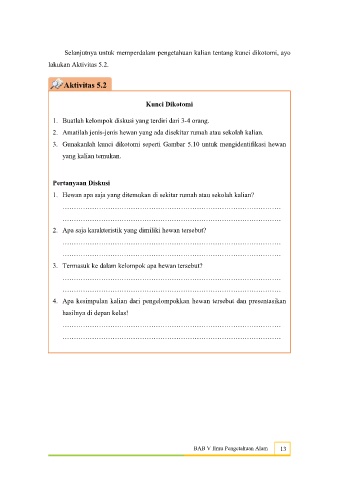 Selanjutnya untuk memperdalam pengetahuan kalian tentang kunci dikotomi, ayo
lakukan Aktivitas 5.2.
Aktivitas 5.2
Kunci Dikotomi
1. Buatlah kelompok diskusi yang terdiri dari 3-4 orang.
2. Amatilah jenis-jenis hewan yang ada disekitar rumah atau sekolah kalian.
3. Gunakanlah kunci dikotomi seperti Gambar 5.10 untuk mengidentifikasi hewan
yang kalian temukan.
Pertanyaan Diskusi
1. Hewan apa saja yang ditemukan di sekitar rumah atau sekolah kalian?
2. Apa saja karakteristik yang dimiliki hewan tersebut?
3. Termasuk ke dalam kelompok apa hewan tersebut?
4. Apa kesimpulan kalian dari pengelompokkan hewan tersebut dan presentasikan
hasilnya di depan kelas!
BAB V Ilmu Pengetahuan Alam 13